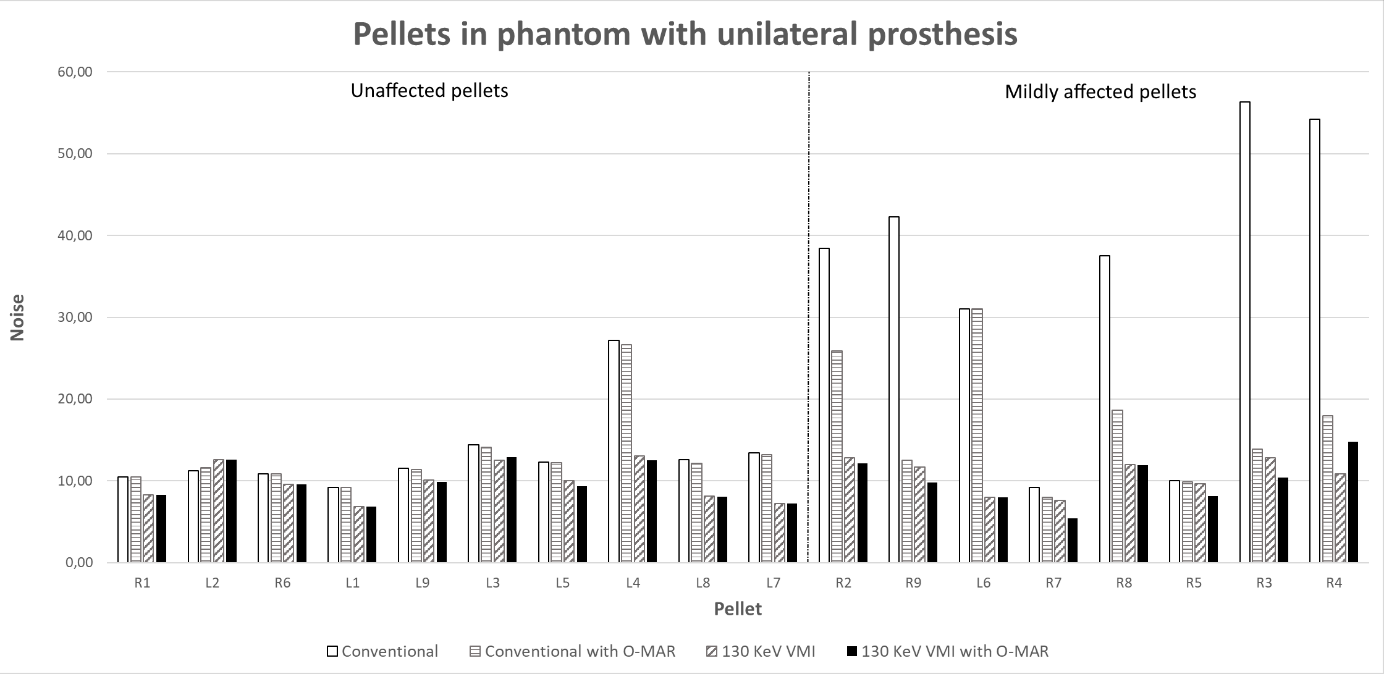 Pellets in phantom with unilateral prosthesis
60,00
50,00
40,00
30,00
20,00
10,00
0,00
Noise
Unaffected pellets
Mildly affected pellets
R1 L2 R6 L1 L9 L3 L5 L4 L8 L7 R2 R9 L6 R7 R8 R5 R3 R4
Pellet
Conventional Conventional with O-MAR 130 KeV VMI 130 KeV VMI with O-MAR